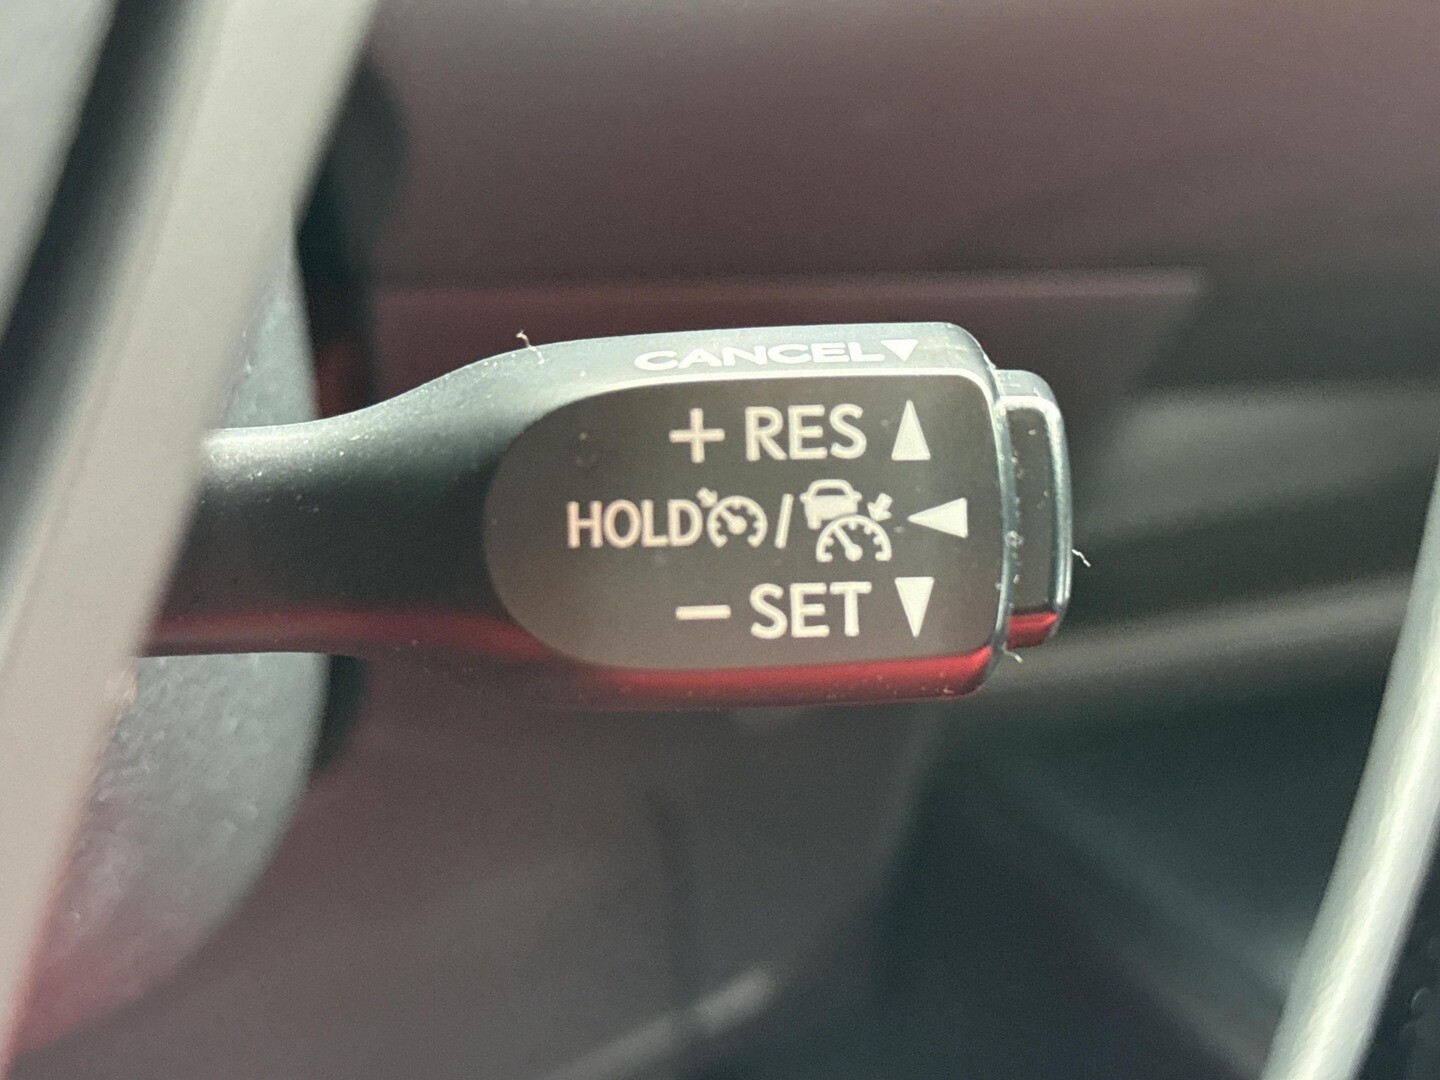 CANCEL▼
+ RES ▲
HOLD / ◀
− SET ▼